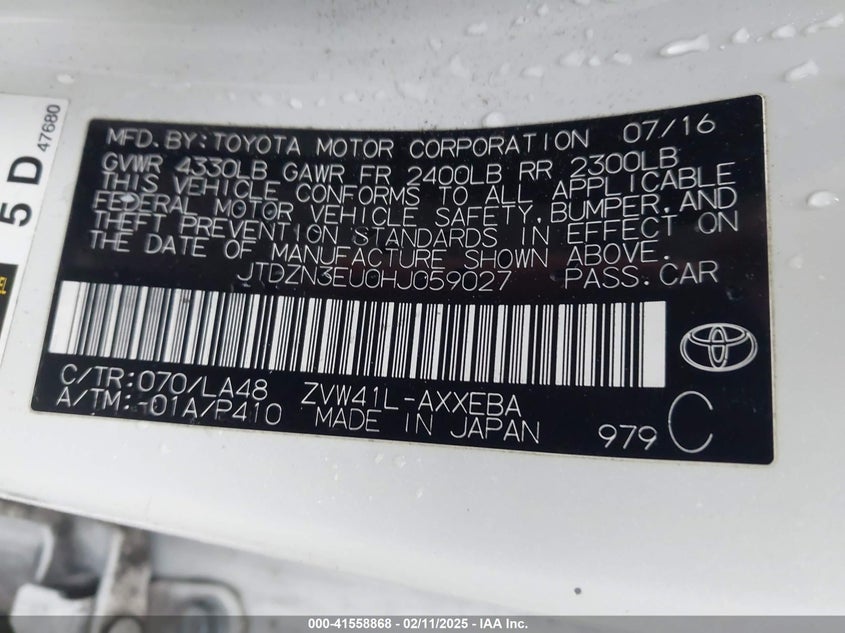 MFD. BY: TOYOTA MOTOR CORPORATION 07/16
GVWR 4330LB GAWR FR 2400LB RR 2300LB
THIS VEHICLE CONFORMS TO ALL APPLICABLE
FEDERAL MOTOR VEHICLE SAFETY, BUMPER, AND
THEFT PREVENTION STANDARDS IN EFFECT ON
THE DATE OF MANUFACTURE SHOWN ABOVE.
JTDZN3EU0HJ059027 PASS. CAR
C/TR: 070/LA48 ZVW41L-AXXEBA
A/TM: -01A/P410 MADE IN JAPAN 979 C
5 D 47680
000-41558868 - 02/11/2025 - IAA Inc.